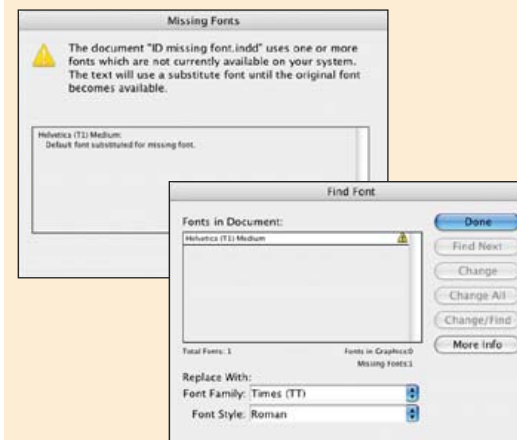 Missing Fonts
The document "ID missing font.indd" uses one or more
fonts which are not currently available on your system.
The text will use a substitute font until the original font
becomes available.
Helvetica (T1) Medium:
Default font substituted for missing font.
Find Font
Fonts in Document:
Helvetica (T1) Medium
Done
Find Next
Change
Change All
Change/Find
More Info
Total Fonts: 1
Fonts in Graphics:0
Missing Fonts:1
Replace With:
Font Family: Times (TT)
Font Style: Roman